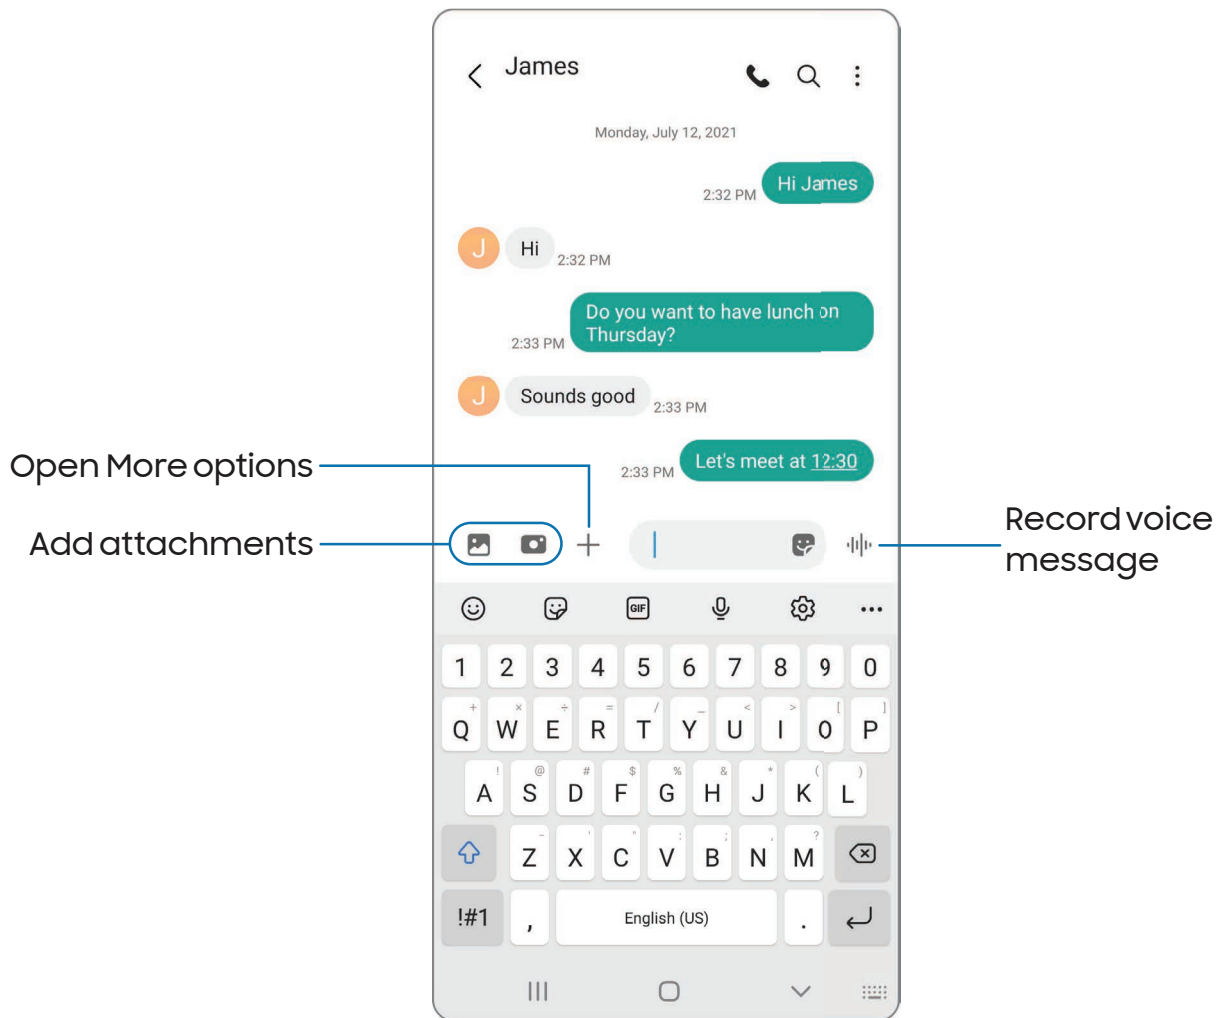 James
Monday, July 12, 2021
2:32 PM Hi James
J Hi 2:32 PM
Do you want to have lunch on
2:33 PM Thursday?
J Sounds good 2:33 PM
2:33 PM Let's meet at 12:30
Open More options
Add attachments
Record voice
message
GIF
1 2 3 4 5 6 7 8 9 0
+ × ÷ = / _ < > [ ]
Q W E R T Y U I O P
! @ # $ % & * ( )
A S D F G H J K L
- ' " : ; , ?
Z X C V B N M
!#1 , English (US) .